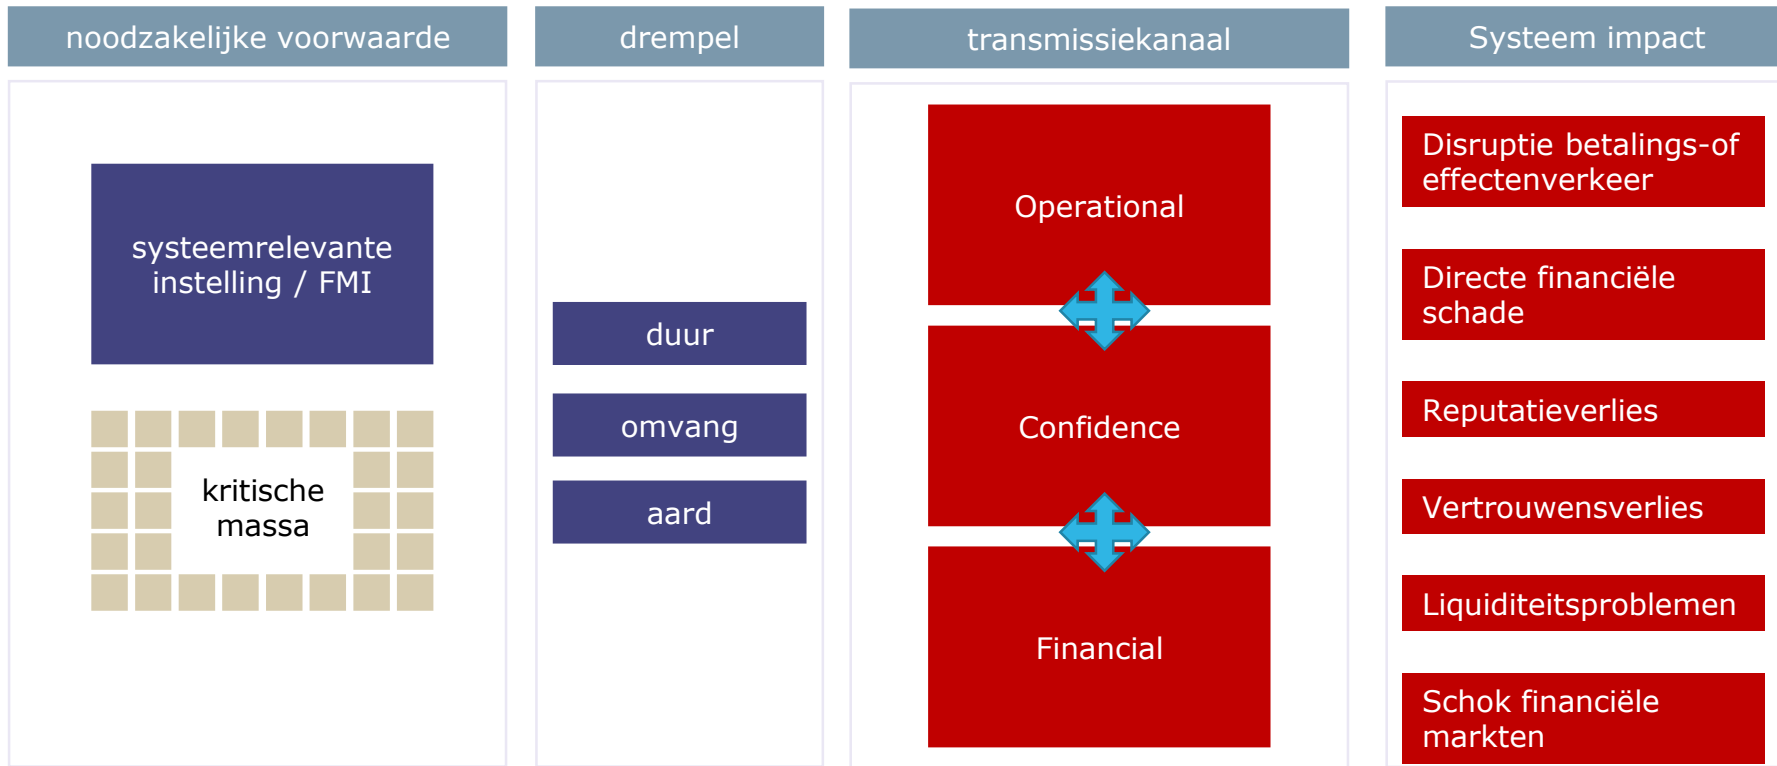 noodzakelijke voorwaarde
drempel
transmissiekanaal
Systeem impact
systeemrelevante
instelling / FMI
kritische
massa
duur
omvang
aard
Operational
Confidence
Financial
Disruptie betalings-of
effectenverkeer
Directe financiële
schade
Reputatieverlies
Vertrouwensverlies
Liquiditeitsproblemen
Schok financiële
markten